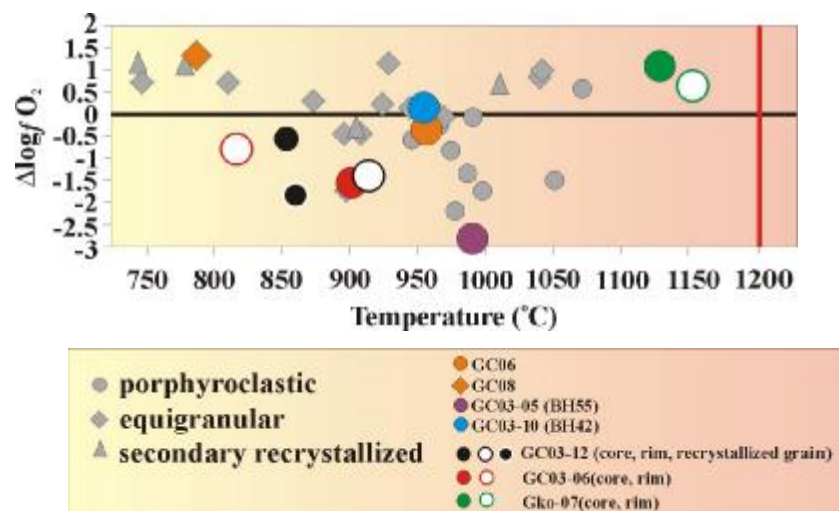 2
1.5
1
0.5
0
-0.5
-1
-1.5
-2
-2.5
-3
Δlogf O2
750 800 850 900 950 1000 1050 1100 1150 1200
Temperature (°C)
porphyroclastic
equigranular
secondary recrystallized
GC06
GC08
GC03-05 (BH55)
GC03-10 (BH42)
GC03-12 (core, rim, recrystallized grain)
GC03-06(core, rim)
Gko-07(core, rim)